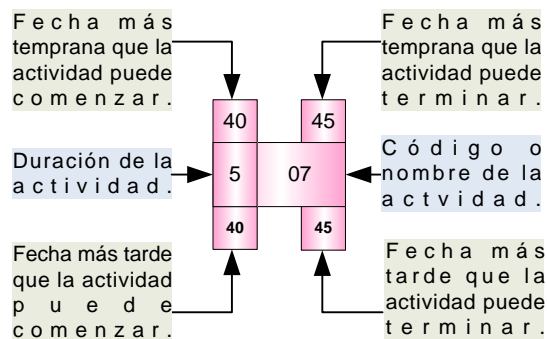 Fecha más
temprana que la
actividad puede
comenzar.
Fecha más
temprana que la
actividad puede
terminar.
40
45
Duración de la
actividad.
5
07
Código o
nombre de la
actvidad.
40
45
Fecha más tarde
que la actividad
puede
comenzar.
Fecha más
tarde que la
actividad puede
terminar.